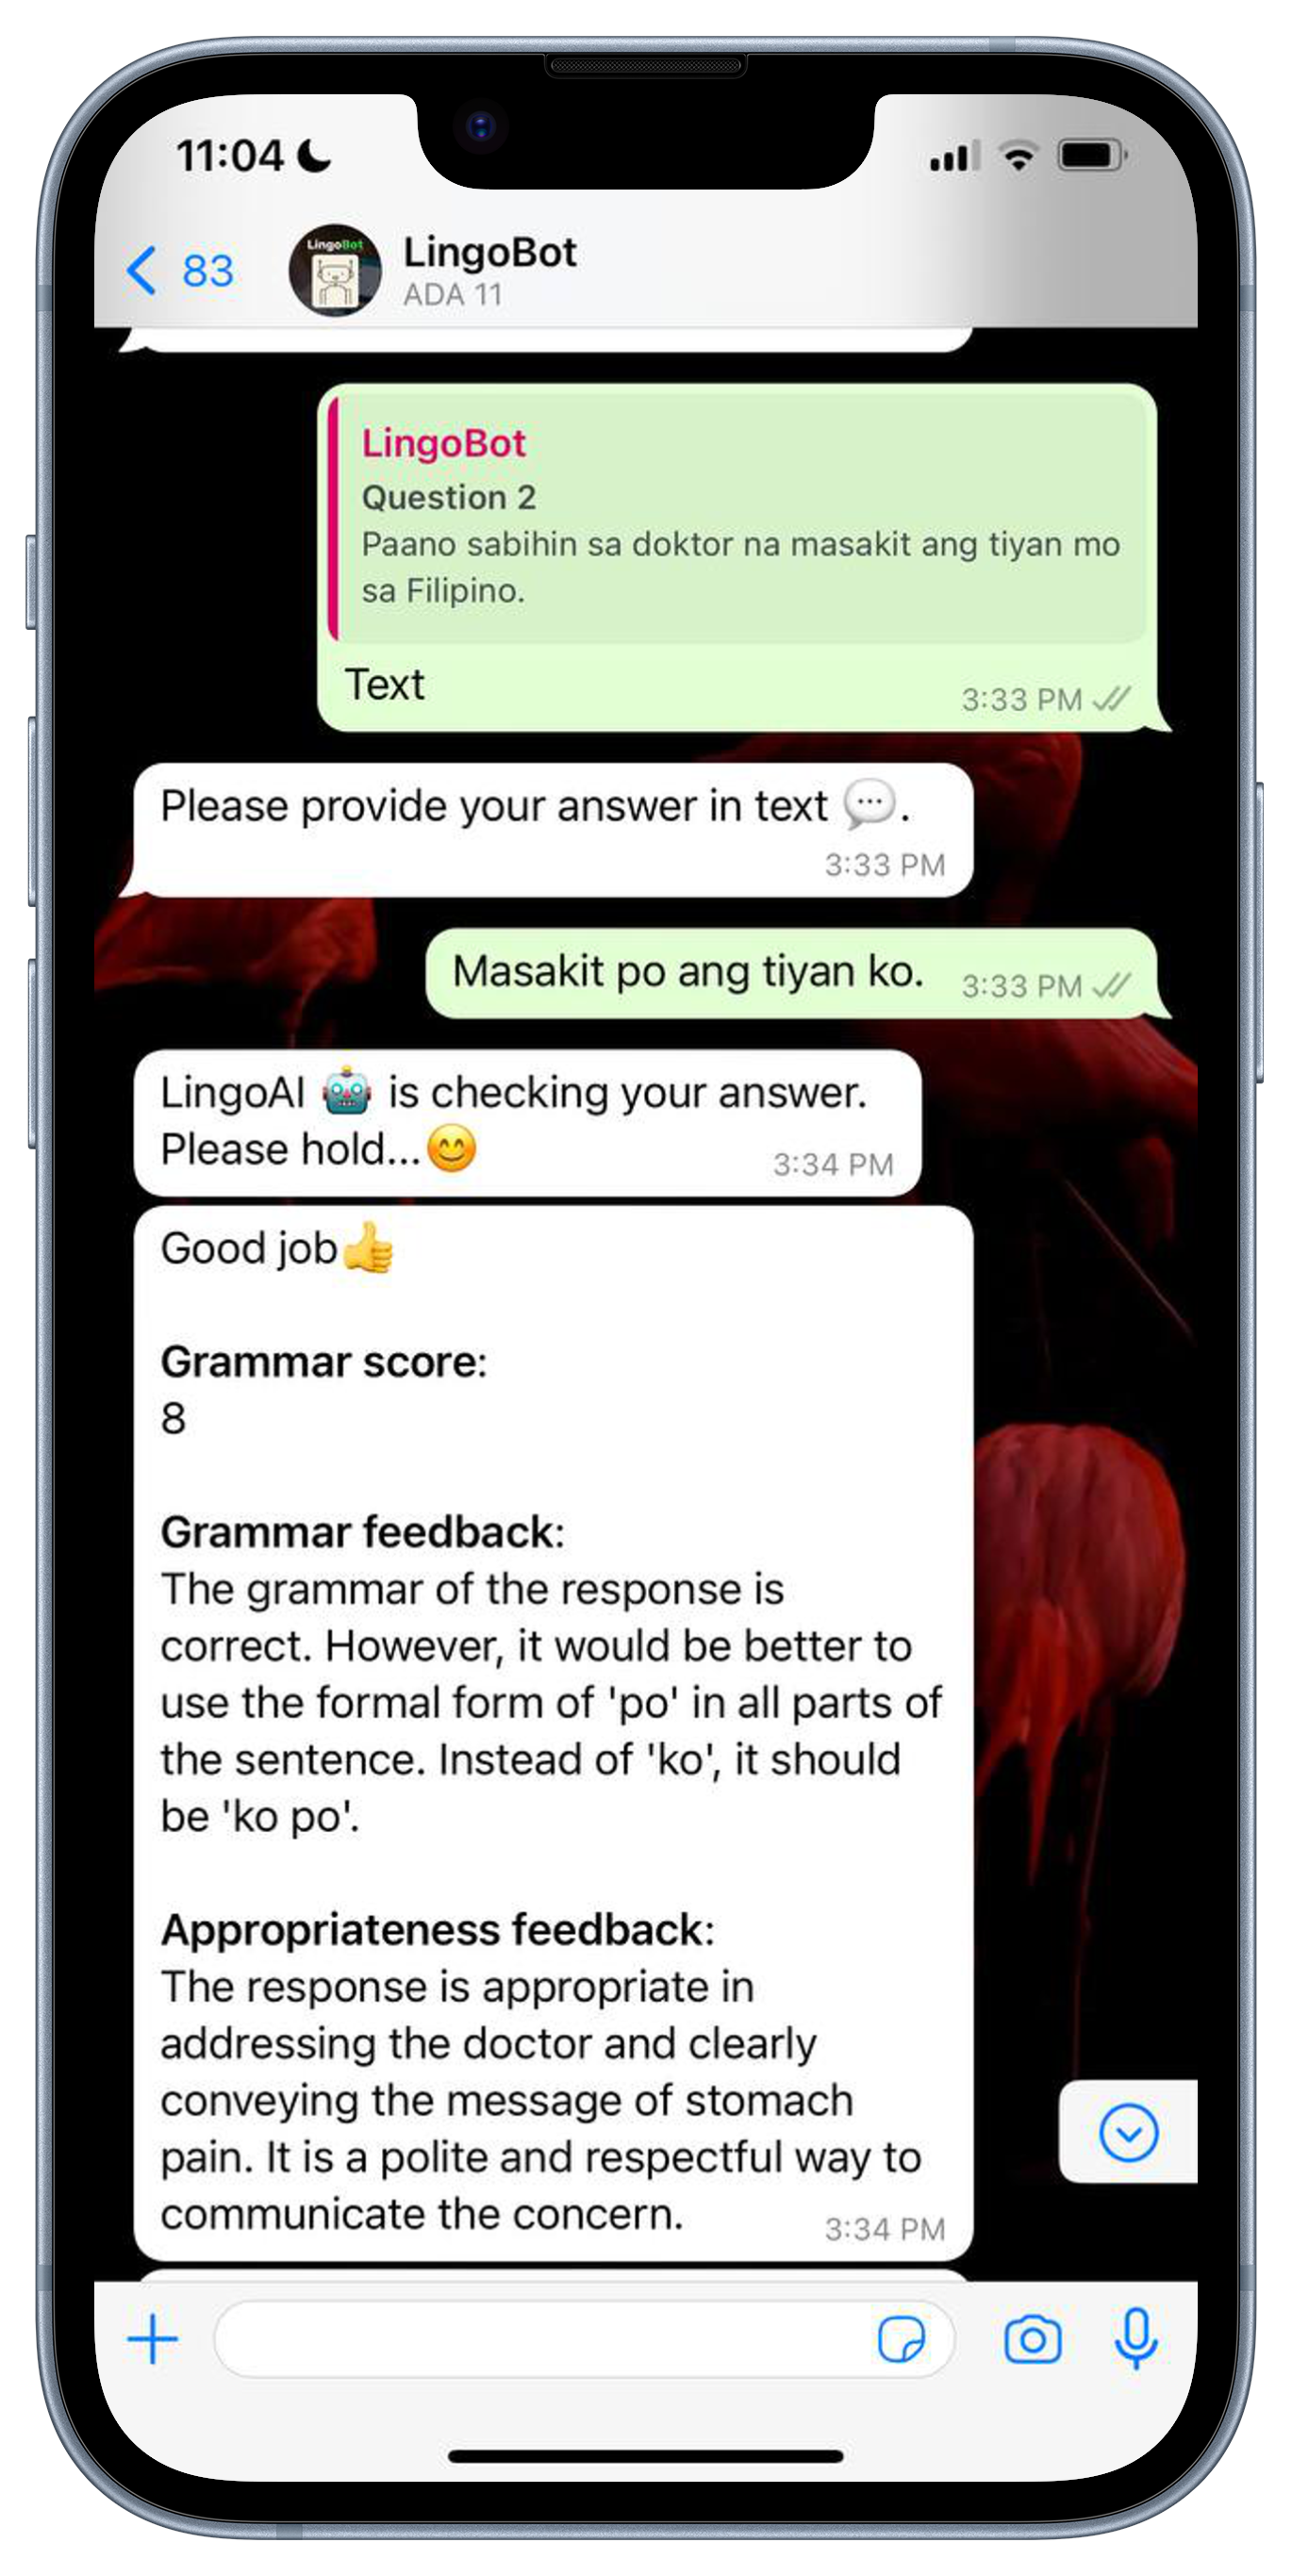 11:04
83
LingoBot
LingoBot
ADA 11
LingoBot
Question 2
Paano sabihin sa doktor na masakit ang tiyan mo
sa Filipino.
Text
3:33 PM
Please provide your answer in text 💬.
3:33 PM
Masakit po ang tiyan ko.
3:33 PM
LingoAI 🤖 is checking your answer.
Please hold...😊
3:34 PM
Good job👍
Grammar score:
8
Grammar feedback:
The grammar of the response is
correct. However, it would be better to
use the formal form of 'po' in all parts of
the sentence. Instead of 'ko', it should
be 'ko po'.
Appropriateness feedback:
The response is appropriate in
addressing the doctor and clearly
conveying the message of stomach
pain. It is a polite and respectful way to
communicate the concern.
3:34 PM